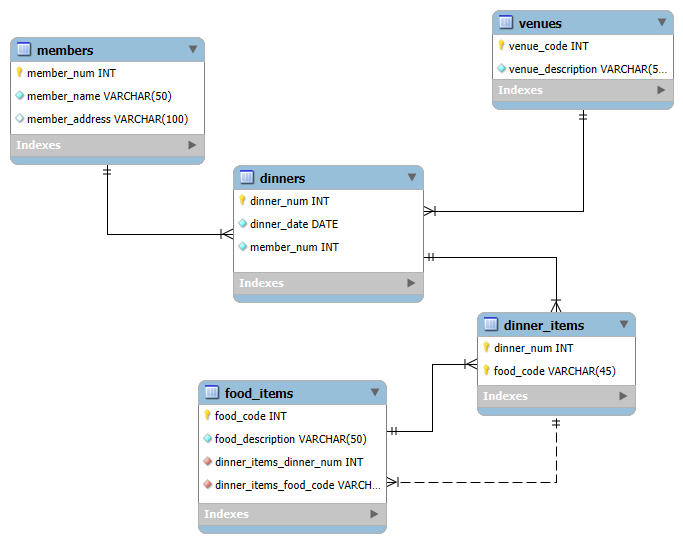 members
member_num INT
member_name VARCHAR(50)
member_address VARCHAR(100)
Indexes
venues
venue_code INT
venue_description VARCHAR(5...
Indexes
dinners
dinner_num INT
dinner_date DATE
member_num INT
Indexes
dinner_items
dinner_num INT
food_code VARCHAR(45)
Indexes
food_items
food_code INT
food_description VARCHAR(50)
dinner_items_dinner_num INT
dinner_items_food_code VARCH...
Indexes